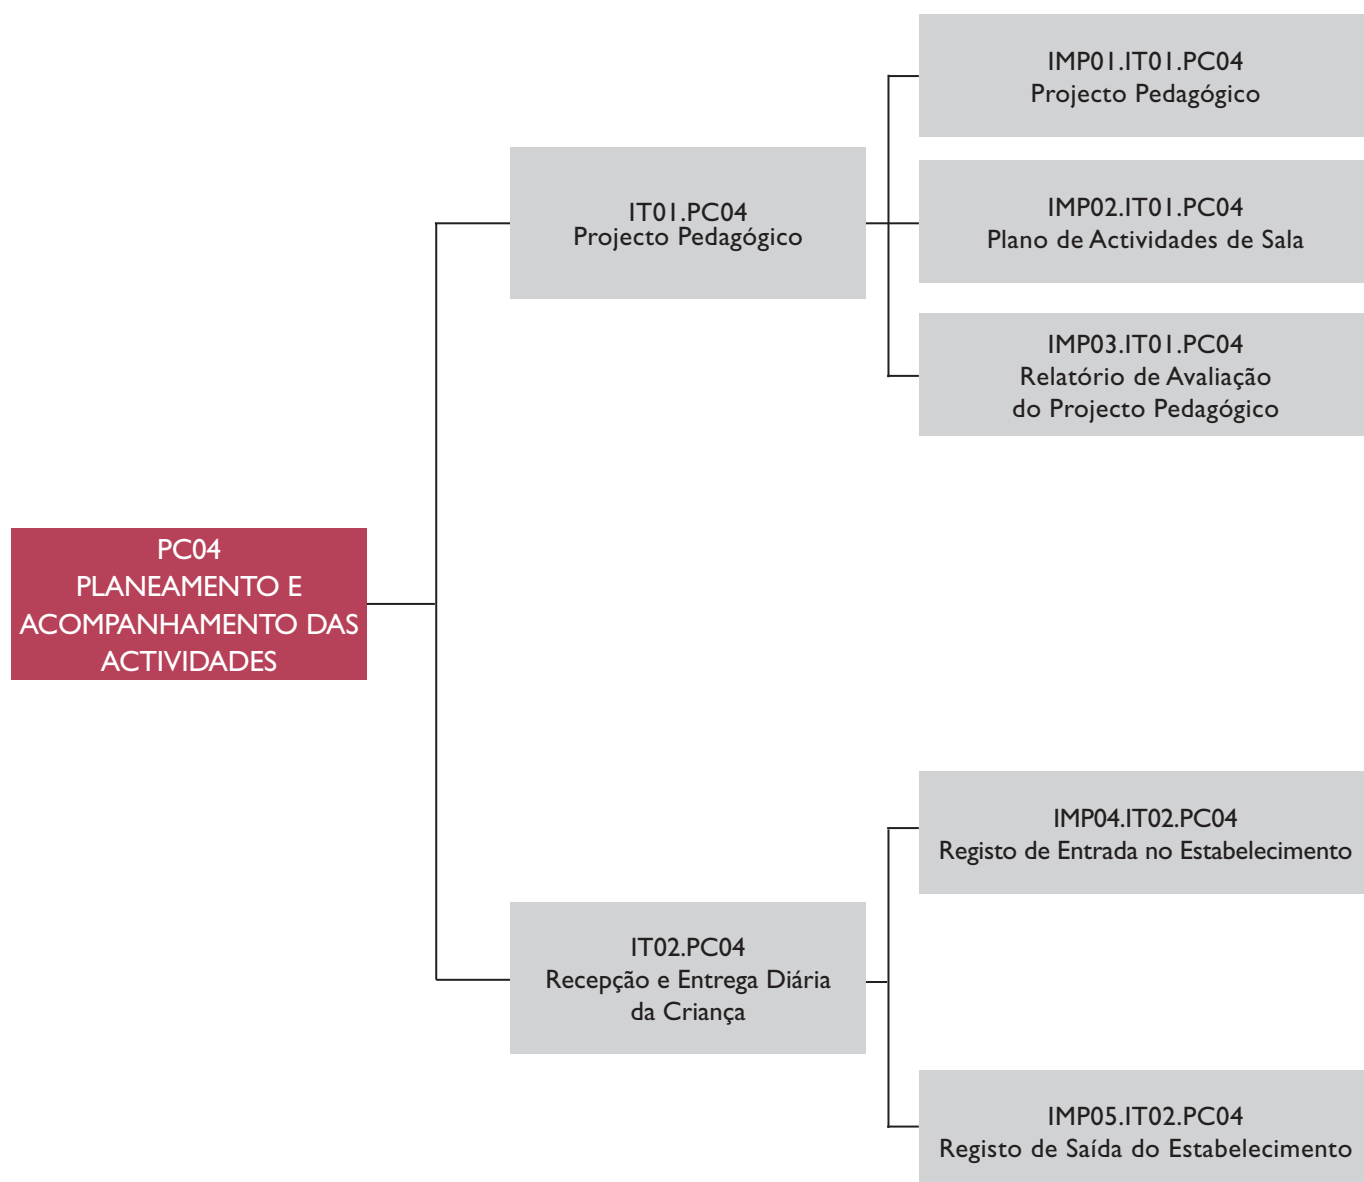 IMP01.IT01.PC04
Projecto Pedagógico
IT01.PC04
Projecto Pedagógico
IMP02.IT01.PC04
Plano de Actividades de Sala
IMP03.IT01.PC04
Relatório de Avaliação
do Projecto Pedagógico
PC04
PLANEAMENTO E
ACOMPANHAMENTO DAS
ACTIVIDADES
IMP04.IT02.PC04
Registo de Entrada no Estabelecimento
IT02.PC04
Recepção e Entrega Diária
da Criança
IMP05.IT02.PC04
Registo de Saída do Estabelecimento